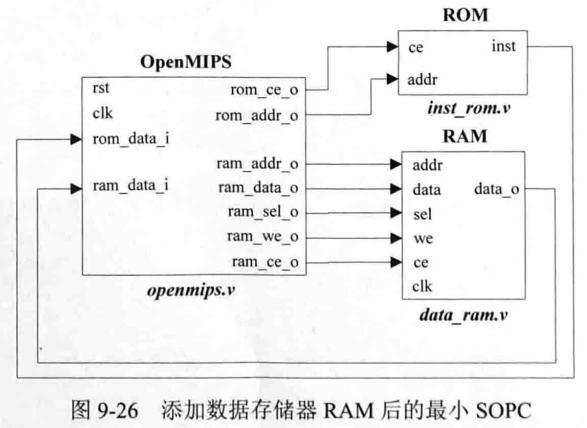 ROM
ce inst
addr
inst_rom.v
OpenMIPS
rst rom_ce_o
clk rom_addr_o
rom_data_i
ram_addr_o
ram_data_i ram_data_o
ram_sel_o
ram_we_o
ram_ce_o
openmips.v
RAM
addr
data data_o
sel
we
ce
clk
data_ram.v
图 9-26 添加数据存储器 RAM 后的最小 SOPC